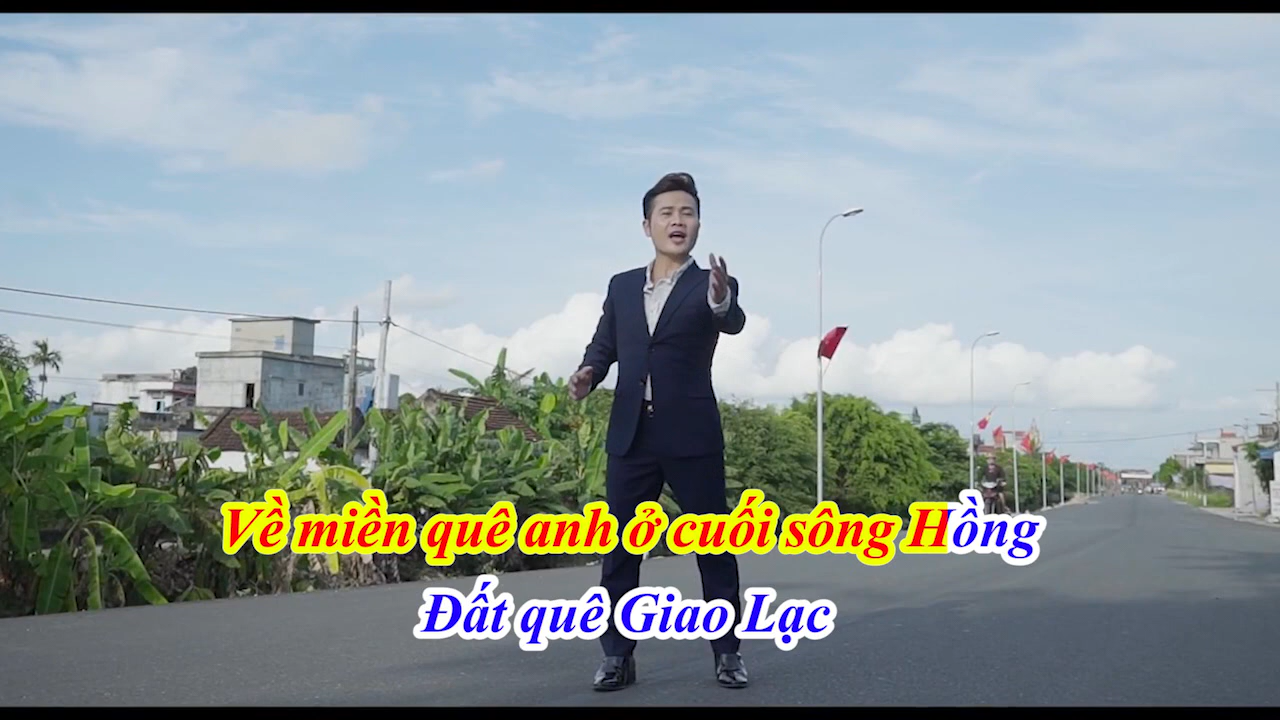 Về miền quê anh ở cuối sông Hồng
Đất quê Giao Lạc